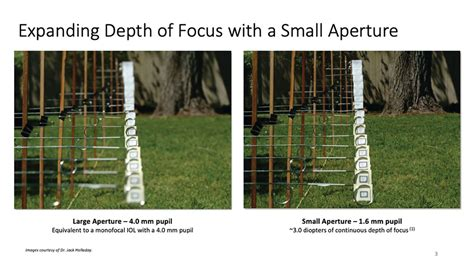 Expanding Depth of Focus with a Small Aperture
Large Aperture – 4.0 mm pupil
Equivalent to a monofocal IOL with a 4.0 mm pupil
Small Aperture – 1.6 mm pupil
~3.0 diopters of continuous depth of focus (1)
Images courtesy of Dr. Jack Holladay
3